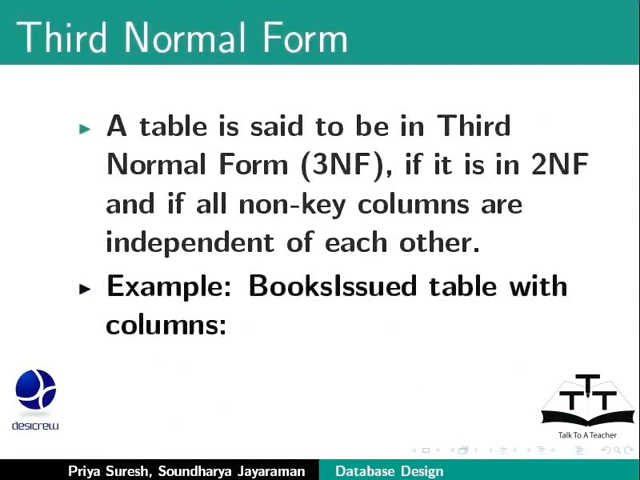 Third Normal Form
A table is said to be in Third
Normal Form (3NF), if it is in 2NF
and if all non-key columns are
independent of each other.
Example: BooksIssued table with
columns:
desicrew
TTT
Talk To A Teacher
Priya Suresh, Soundharya Jayaraman Database Design